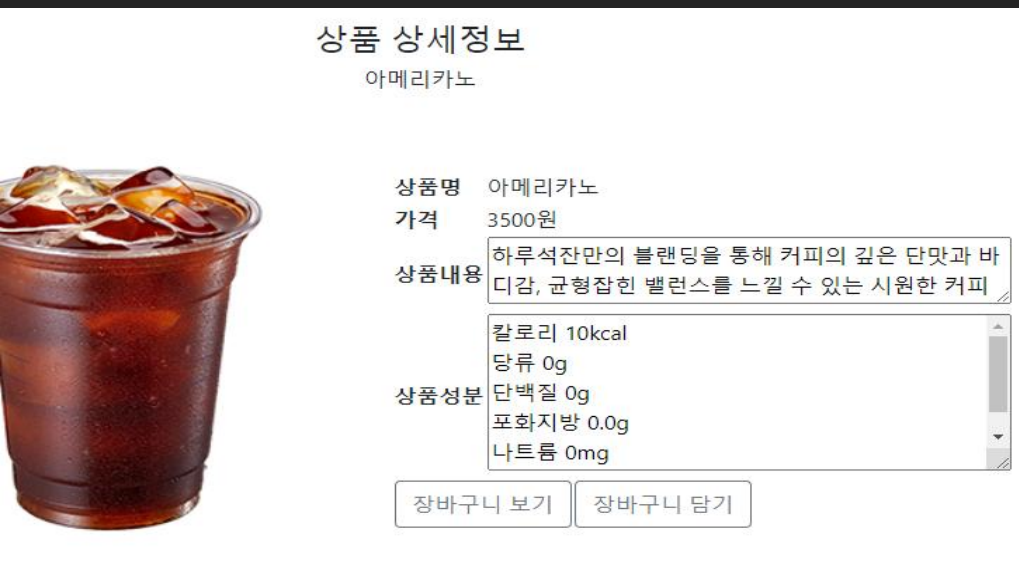 상품 상세정보
아메리카노
상품명 아메리카노
가격 3500원
상품내용 하루석잔만의 블랜딩을 통해 커피의 깊은 단맛과 바
디감, 균형잡힌 밸런스를 느낄 수 있는 시원한 커피
상품성분 칼로리 10kcal
당류 0g
단백질 0g
포화지방 0.0g
나트륨 0mg
장바구니 보기 장바구니 담기